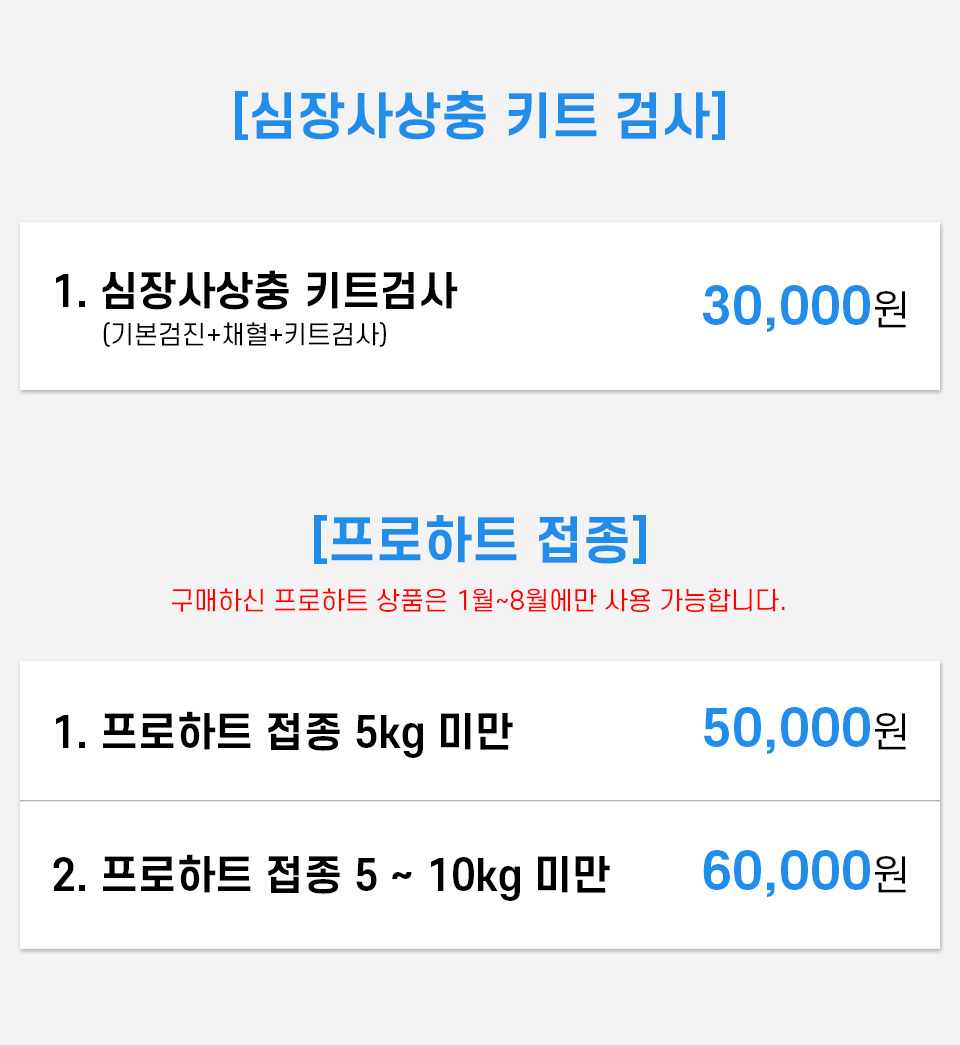 [심장사상충 키트 검사]
1. 심장사상충 키트검사
(기본검진+채혈+키트검사)
30,000원
[프로하트 접종]
구매하신 프로하트 상품은 1월~8월에만 사용 가능합니다.
1. 프로하트 접종 5kg 미만
50,000원
2. 프로하트 접종 5 ~ 10kg 미만
60,000원